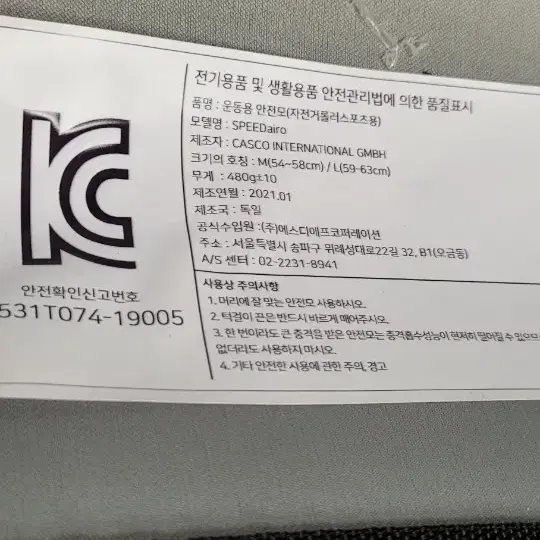 전기용품 및 생활용품 안전관리법에 의한 품질표시
품명 : 운동용 안전모(자전거롤러스포츠용)
모델명 : SPEEDairo
제조자 : CASCO INTERNATIONAL GMBH
크기의 호칭 : M(54~58cm) / L(59-63cm)
무게 : 480g±10
제조연월 : 2021.01
제조국 : 독일
공식수입원 : (주)에스디에프코퍼레이션
주소 : 서울특별시 송파구 위례성대로22길 32, B1(오금동)
A/S 센터 : 02-2231-8941
KC
안전확인신고번호
531T074-19005
사용상 주의사항
1. 머리에 잘 맞는 안전모 사용하시오.
2. 턱걸이 끈은 반드시 바르게 매어주시오.
3. 한 번이라도 큰 충격을 받은 안전모는 충격흡수성능이 현저히 떨어질 수 있으므
없더라도 사용하지 마시오.
4. 기타 안전한 사용에 관한 주의, 경고